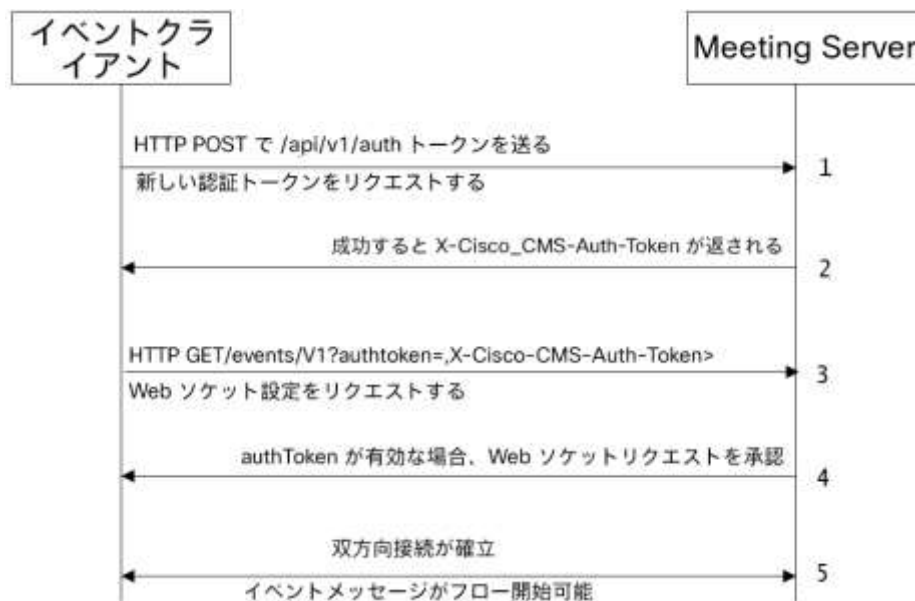 イベントクラ
イアント
Meeting Server
HTTP POST で /api/v1/auth トークンを送る
1
新しい認証トークンをリクエストする
成功すると X-Cisco_CMS-Auth-Token が返される
2
HTTP GET/events/V1?authtoken=,X-Cisco-CMS-Auth-Token>
3
Web ソケット設定をリクエストする
authToken が有効な場合、Web ソケットリクエストを承認
4
双方向接続が確立
5
イベントメッセージがフロー開始可能